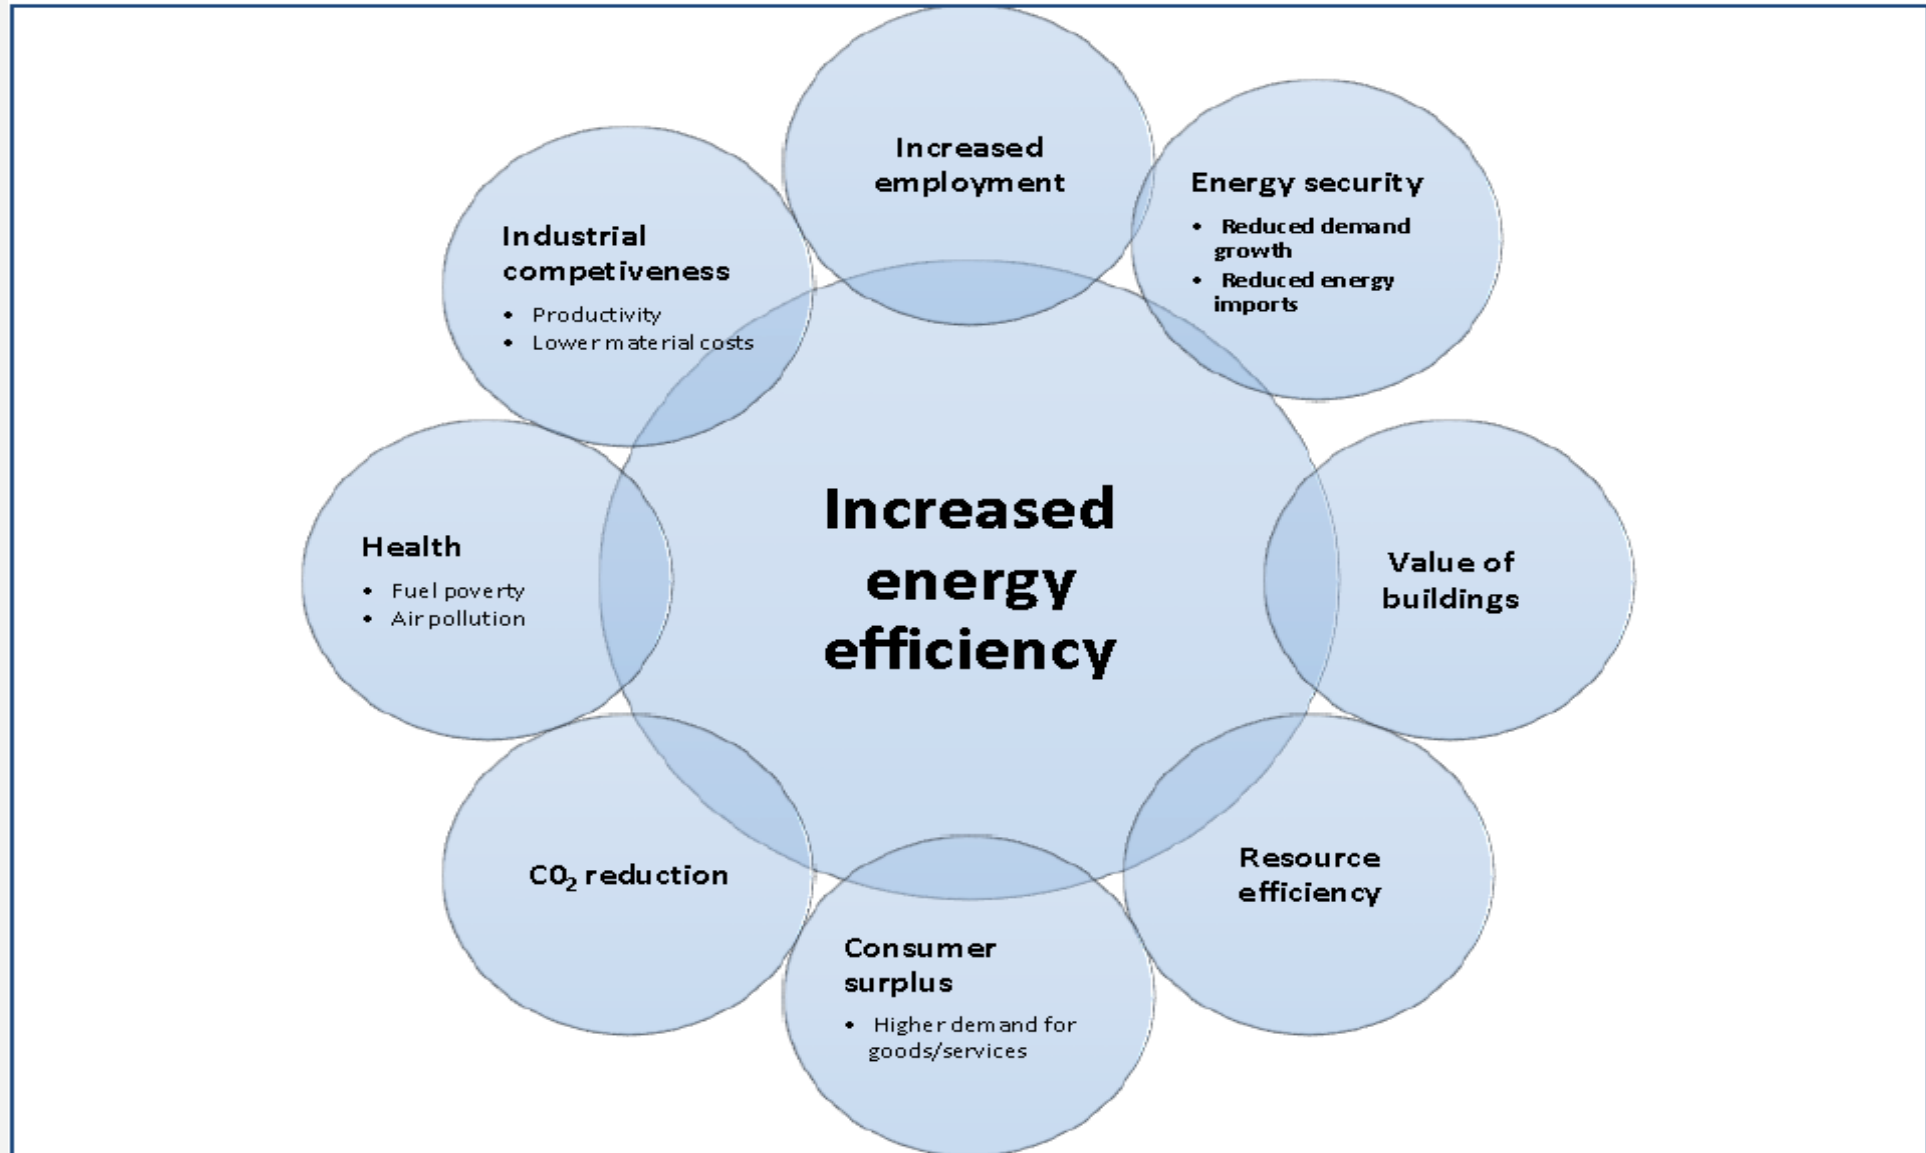 Increased
employment
Energy security
• Reduced demand
growth
• Reduced energy
imports
Industrial
competiveness
• Productivity
• Lower material costs
Increased
energy
efficiency
Health
• Fuel poverty
• Air pollution
Value of
buildings
C0₂ reduction
Resource
efficiency
Consumer
surplus
• Higher demand for
goods/services